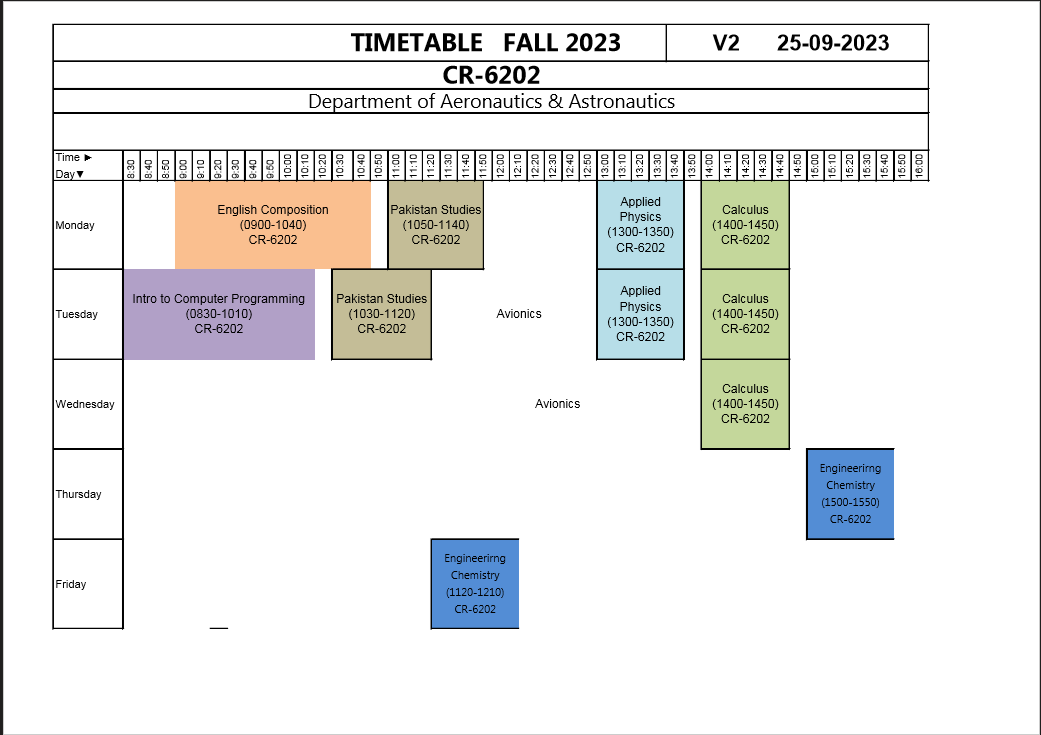 TIMETABLE FALL 2023 V2 25-09-2023
CR-6202
Department of Aeronautics & Astronautics
Time ►
Day▼
8:30 8:40 8:50 9:00 9:10 9:20 9:30 9:40 9:50 10:00 10:10 10:20 10:30 10:40 10:50 11:00 11:10 11:20 11:30 11:40 11:50 12:00 12:10 12:20 12:30 12:40 12:50 13:00 13:10 13:20 13:30 13:40 13:50 14:00 14:10 14:20 14:30 14:40 14:50 15:00 15:10 15:20 15:30 15:40 15:50 16:00
Monday
English Composition
(0900-1040)
CR-6202
Pakistan Studies
(1050-1140)
CR-6202
Applied
Physics
(1300-1350)
CR-6202
Calculus
(1400-1450)
CR-6202
Tuesday
Intro to Computer Programming
(0830-1010)
CR-6202
Pakistan Studies
(1030-1120)
CR-6202
Avionics
Applied
Physics
(1300-1350)
CR-6202
Calculus
(1400-1450)
CR-6202
Wednesday
Avionics
Calculus
(1400-1450)
CR-6202
Thursday
Engineerirng
Chemistry
(1500-1550)
CR-6202
Friday
Engineerirng
Chemistry
(1120-1210)
CR-6202